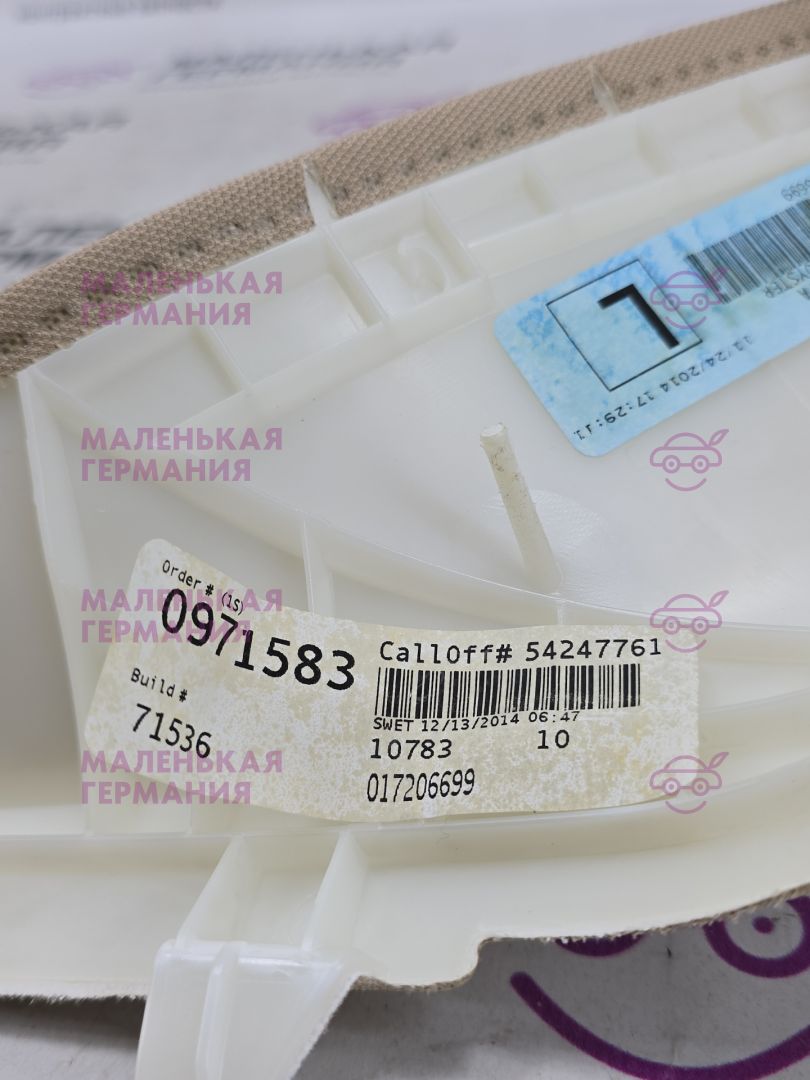 L
11/24/2014 17:29:11
МАЛЕНЬКАЯ
ГЕРМАНИЯ
МАЛЕНЬКАЯ
ГЕРМАНИЯ
Order # (1S)
0971583
Build #
71536
CallOff# 54247761
SWET 12/13/2014 06:47
10783 10
017206699
МАЛЕНЬКАЯ
ГЕРМАНИЯ
МАЛЕНЬКАЯ
ГЕРМАНИЯ